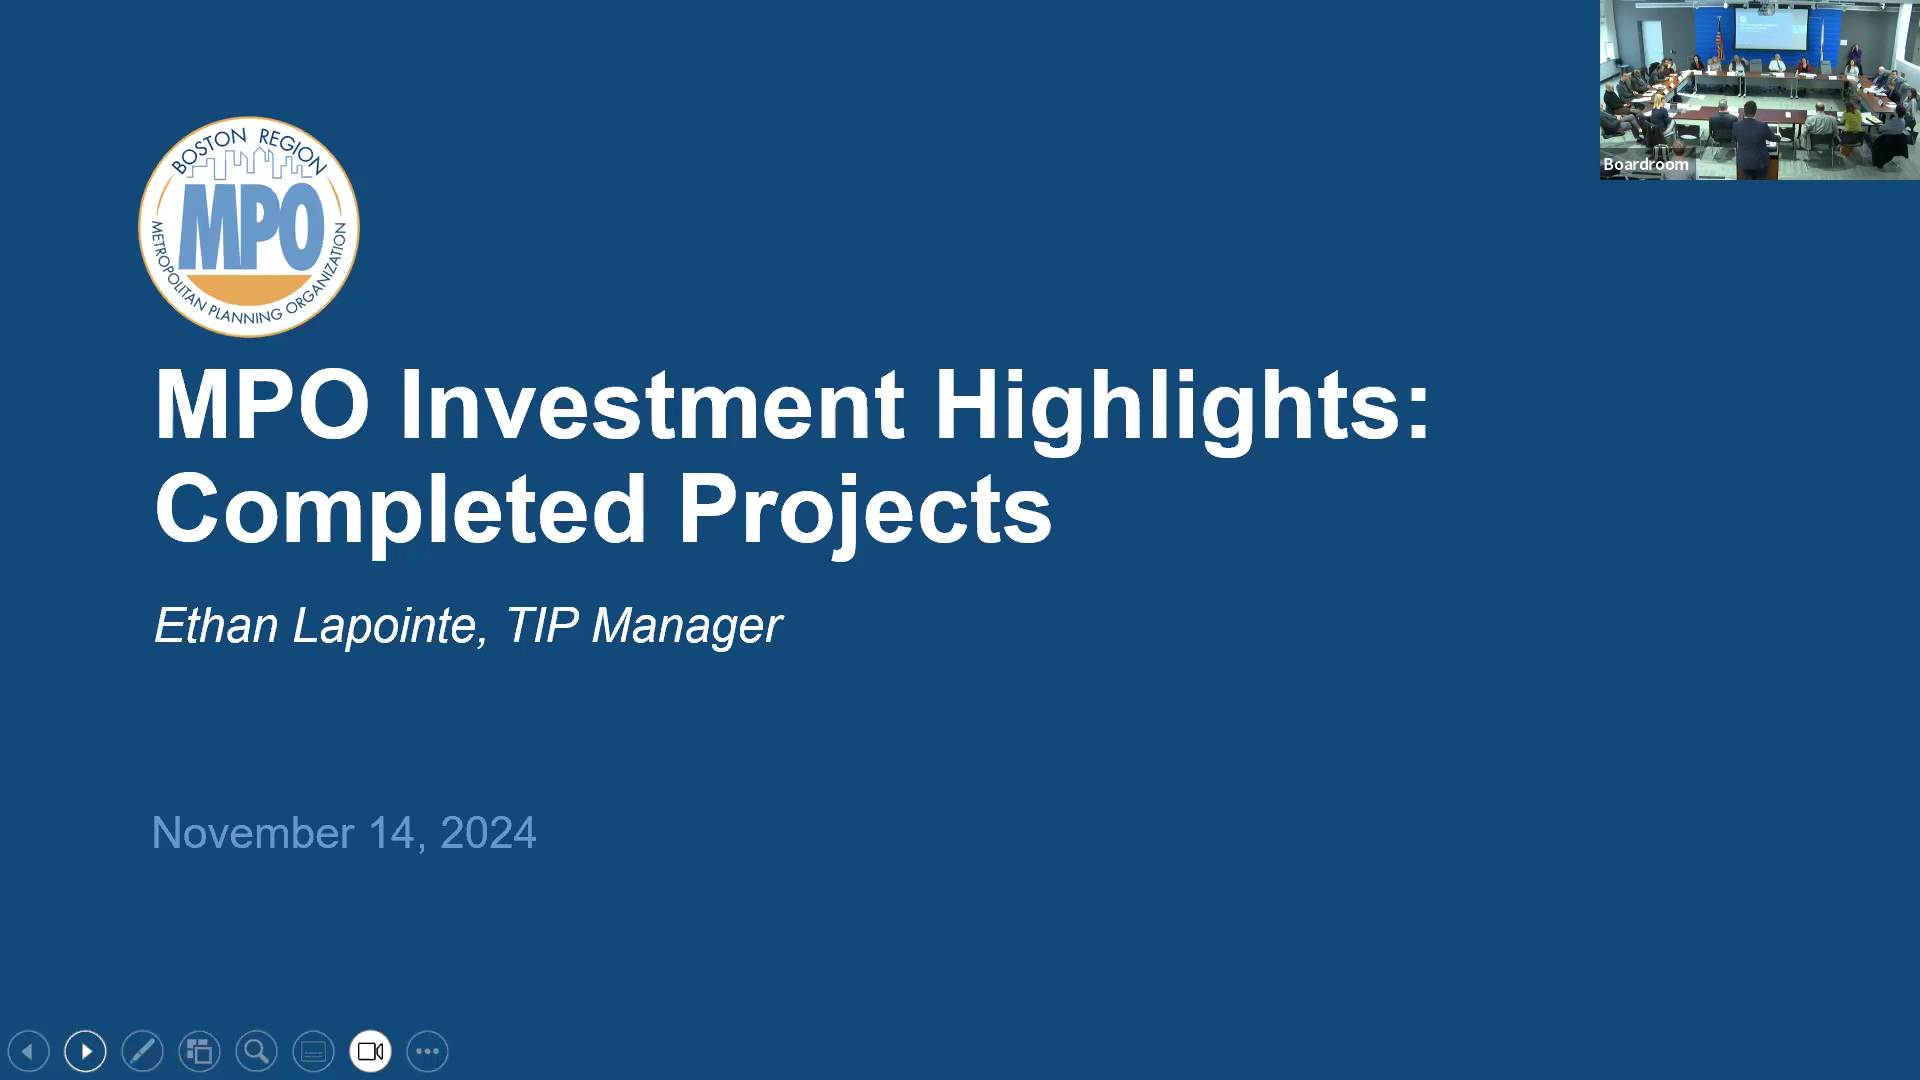 BOSTON REGION
MPO
METROPOLITAN PLANNING ORGANIZATION
MPO Investment Highlights:
Completed Projects
Ethan Lapointe, TIP Manager
November 14, 2024
Boardroom